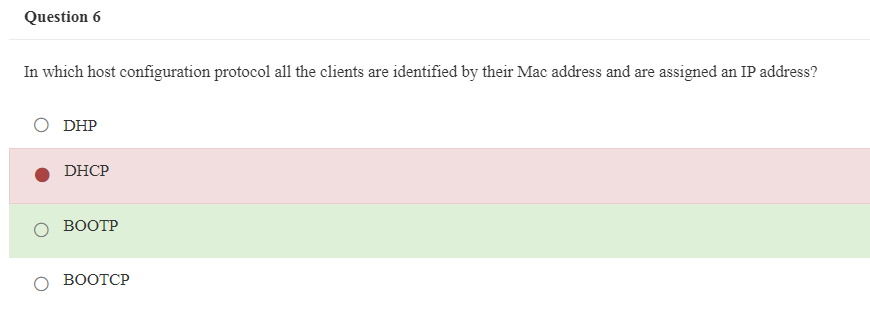 Question 6
In which host configuration protocol all the clients are identified by their Mac address and are assigned an IP address?
DHP
DHCP
BOOTP
BOOTCP